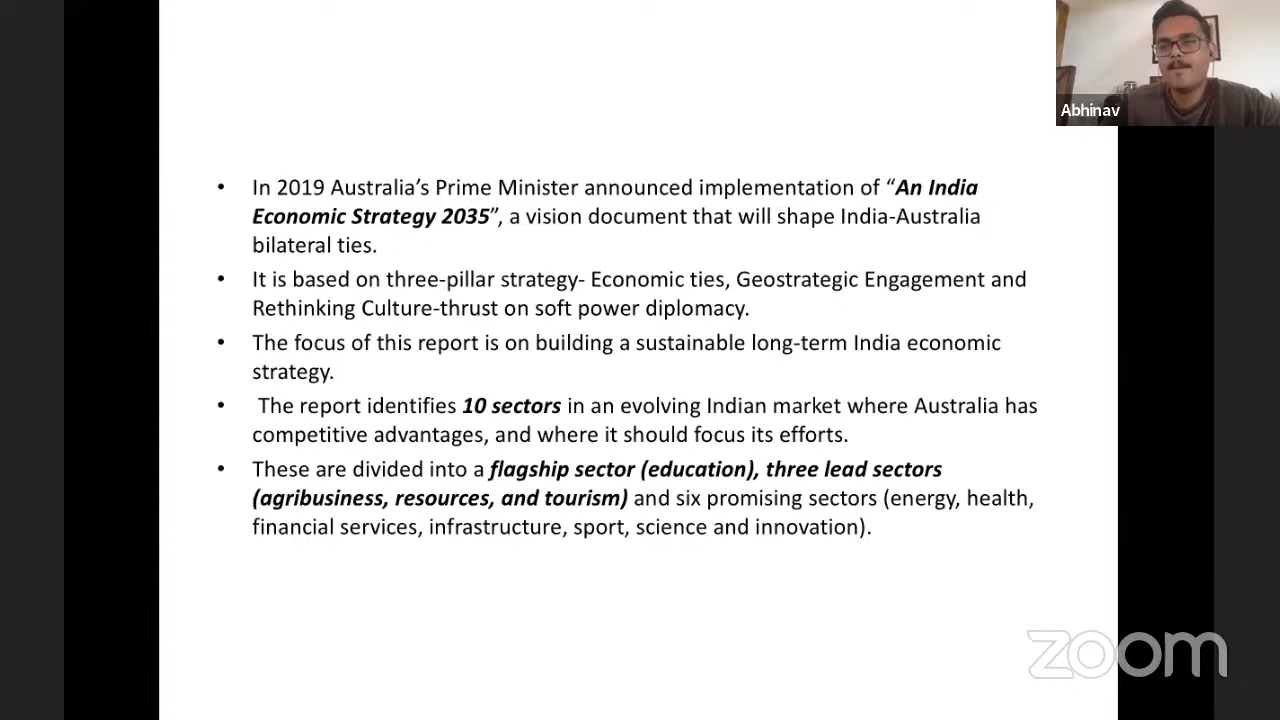 Abhinav
• In 2019 Australia’s Prime Minister announced implementation of “An India
Economic Strategy 2035”, a vision document that will shape India-Australia
bilateral ties.
• It is based on three-pillar strategy- Economic ties, Geostrategic Engagement and
Rethinking Culture-thrust on soft power diplomacy.
• The focus of this report is on building a sustainable long-term India economic
strategy.
• The report identifies 10 sectors in an evolving Indian market where Australia has
competitive advantages, and where it should focus its efforts.
• These are divided into a flagship sector (education), three lead sectors
(agribusiness, resources, and tourism) and six promising sectors (energy, health,
financial services, infrastructure, sport, science and innovation).
zoom